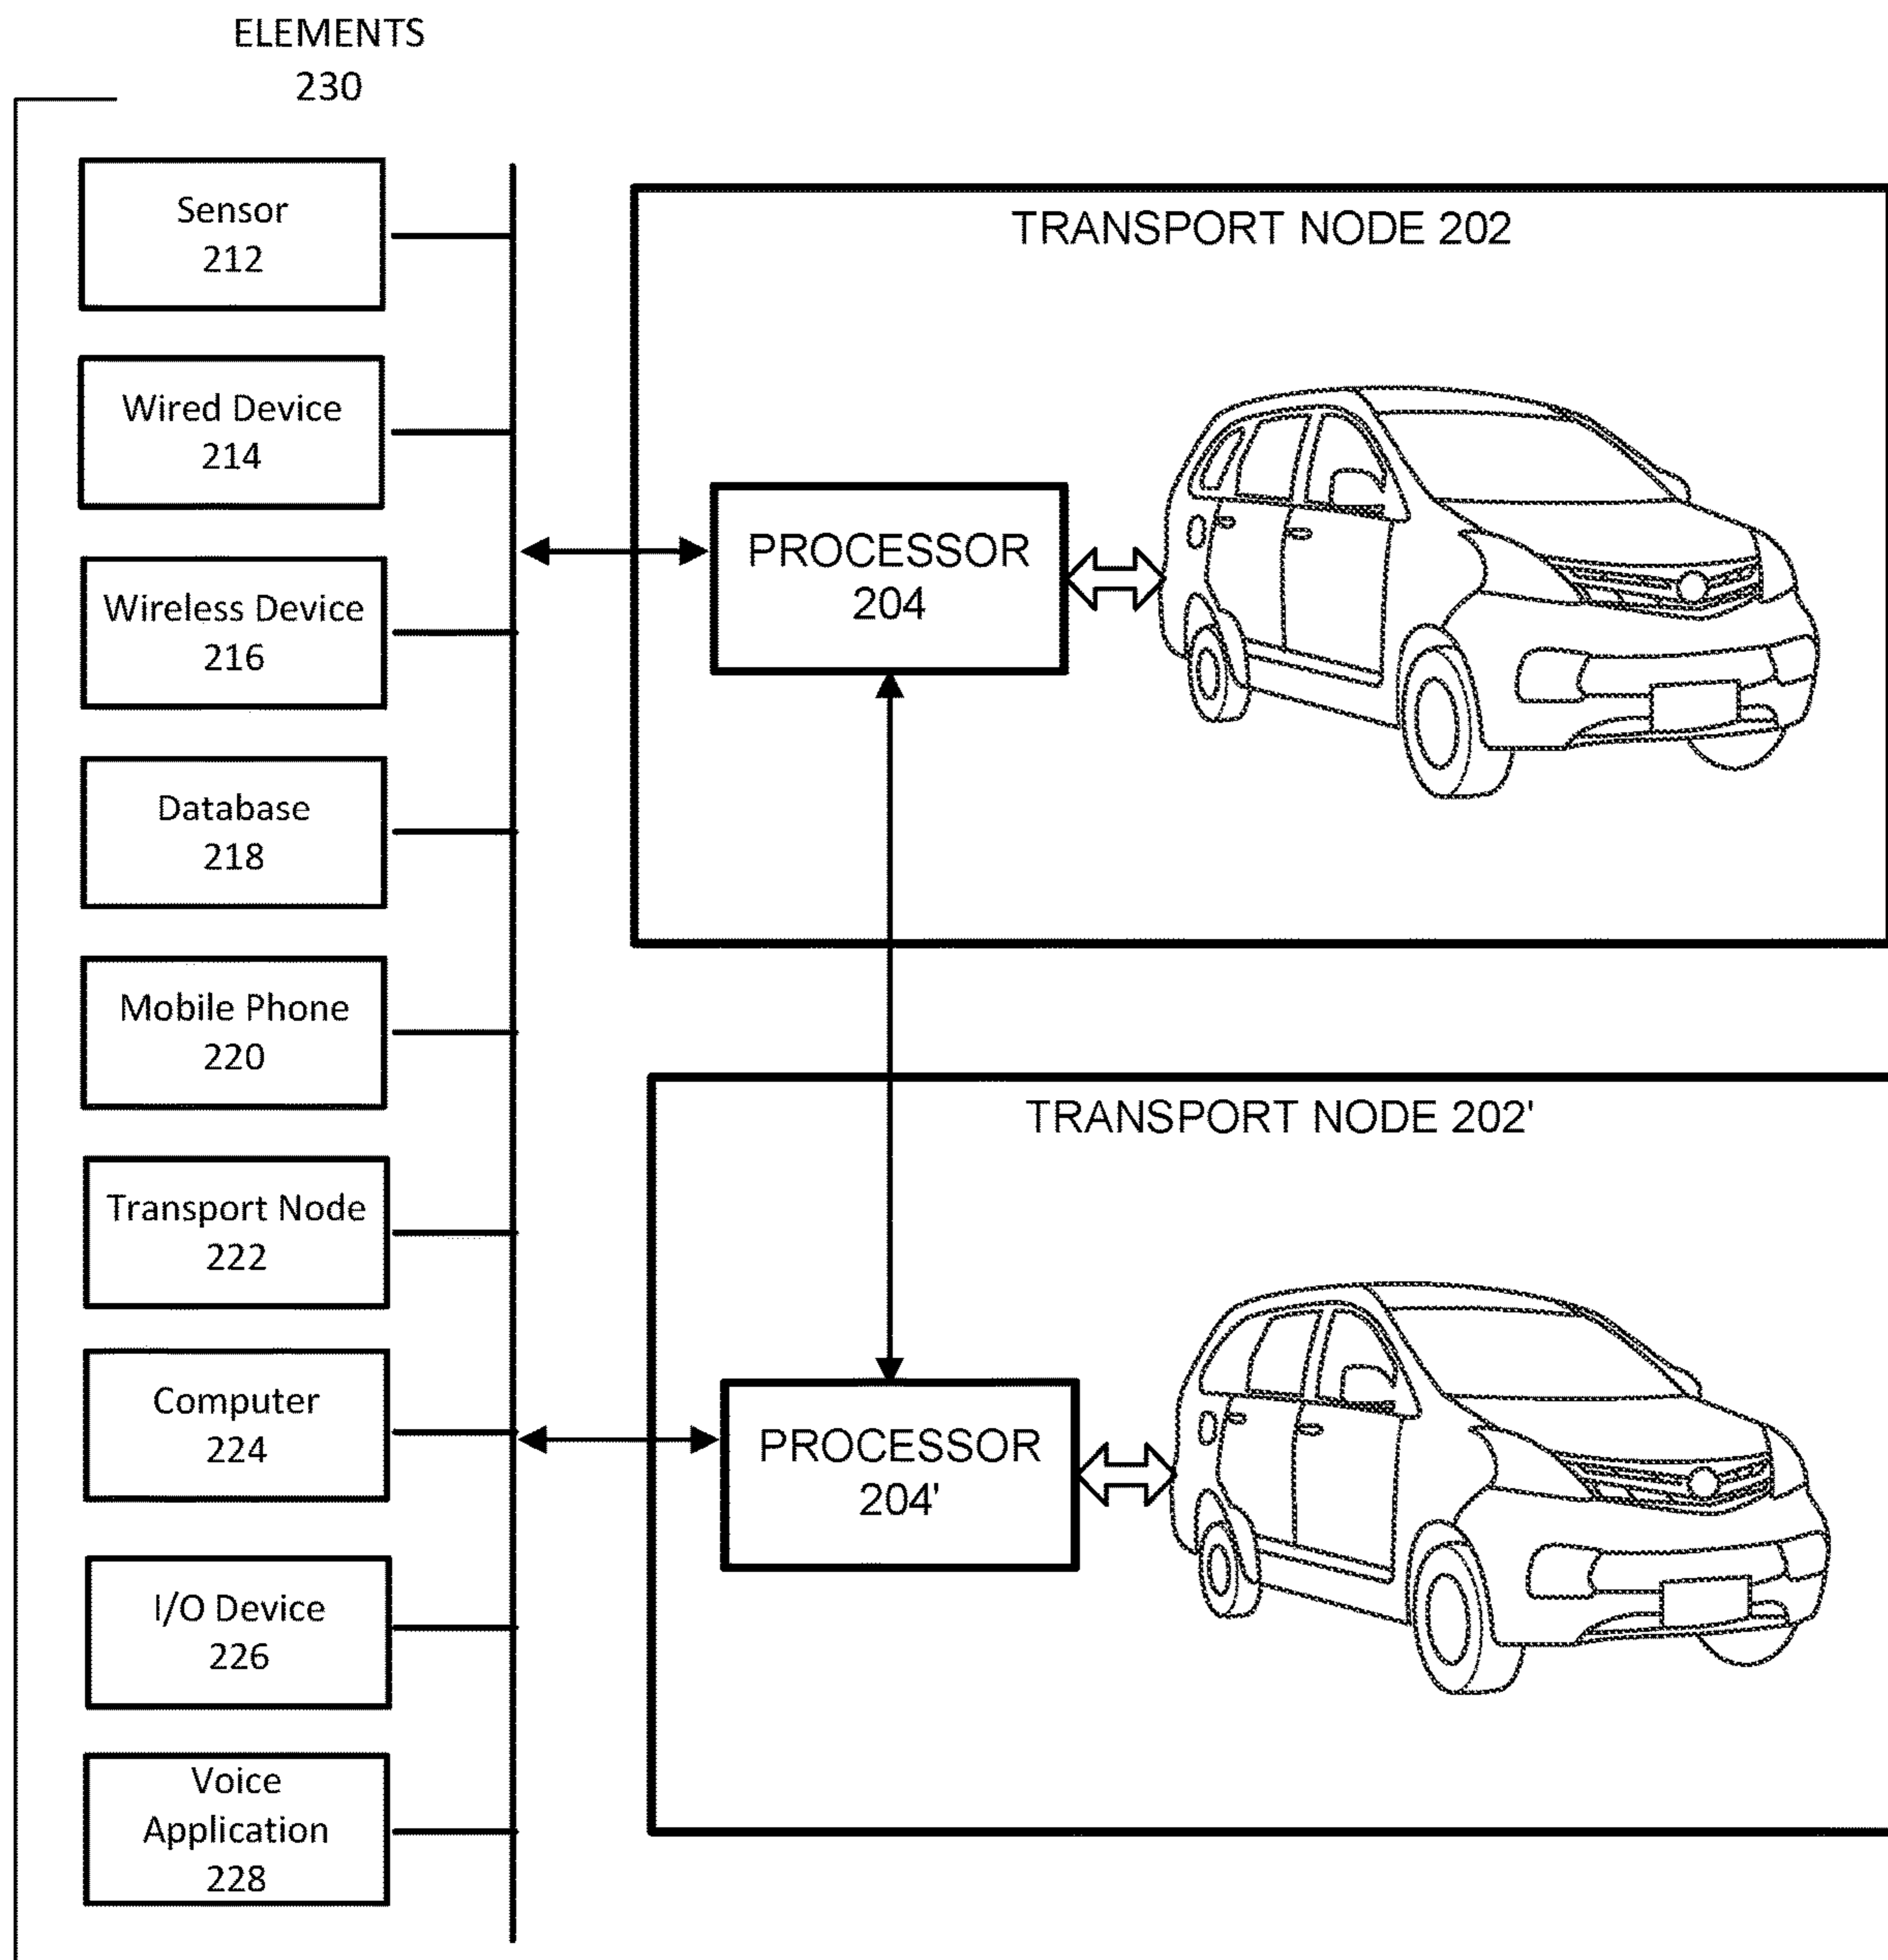 ELEMENTS
230
Sensor
212
Wired Device
214
Wireless Device
216
Database
218
Mobile Phone
220
Transport Node
222
Computer
224
I/O Device
226
Voice
Application
228
TRANSPORT NODE 202
PROCESSOR
204
TRANSPORT NODE 202'
PROCESSOR
204'